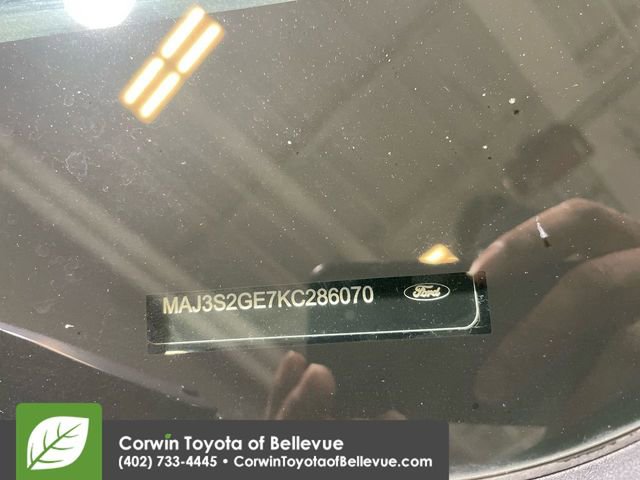 MAJ3S2GE7KC286070 Ford
Corwin Toyota of Bellevue
(402) 733-4445 • CorwinToyotaofBellevue.com